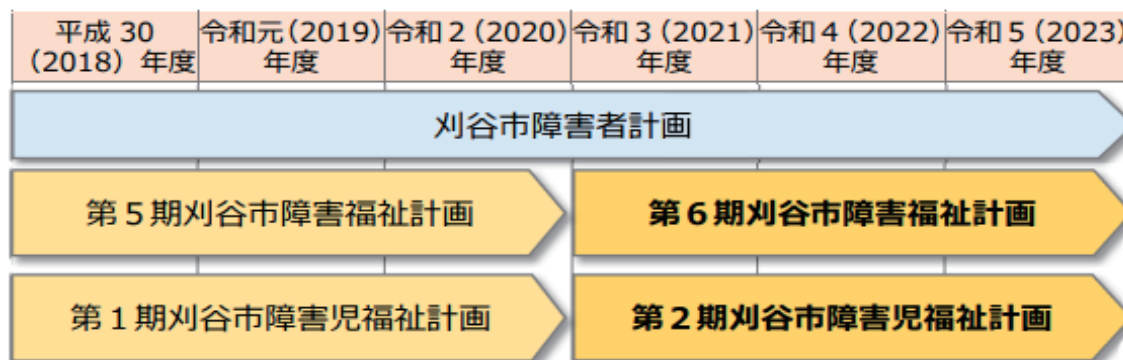 平成 30 令和元(2019) 令和２(2020) 令和３(2021) 令和４(2022) 令和５(2023)
（2018）年度 年度 年度 年度 年度 年度
刈谷市障害者計画
第５期刈谷市障害福祉計画 第６期刈谷市障害福祉計画
第１期刈谷市障害児福祉計画 第２期刈谷市障害児福祉計画